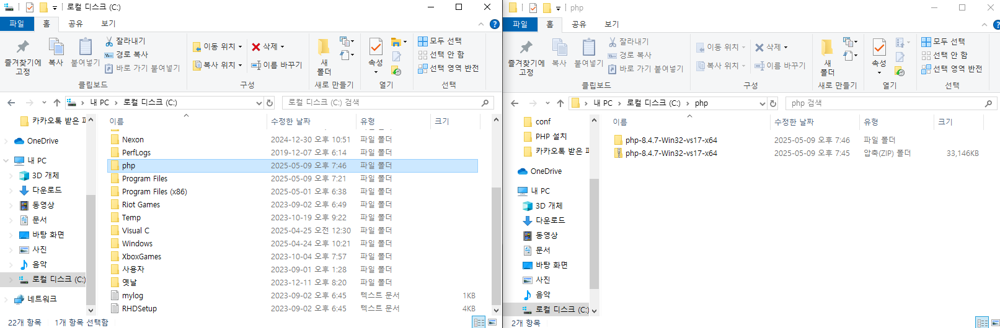 로컬 디스크 (C:)
파일 홈 공유 보기
즐겨찾기에 고정
복사
붙여넣기
잘라내기
경로 복사
바로 가기 붙여넣기
클립보드
이동 위치
복사 위치
삭제
이름 바꾸기
구성
새 폴더
새로 만들기
속성
열기
모두 선택
선택 안 함
선택 영역 반전
선택
내 PC > 로컬 디스크 (C:)
로컬 디스크 (C:) 검색
카카오톡 받은 파
OneDrive
내 PC
3D 개체
다운로드
동영상
문서
바탕 화면
사진
음악
로컬 디스크 (C:)
네트워크
이름 수정한 날짜 유형 크기
Nexon 2024-12-30 오후 10:51 파일 폴더
PerfLogs 2019-12-07 오후 6:14 파일 폴더
php 2025-05-09 오후 7:46 파일 폴더
Program Files 2025-05-09 오후 7:21 파일 폴더
Program Files (x86) 2025-05-01 오후 6:38 파일 폴더
Riot Games 2023-09-02 오후 6:49 파일 폴더
Temp 2023-10-19 오후 9:22 파일 폴더
Visual C 2025-04-25 오전 12:30 파일 폴더
Windows 2025-04-24 오후 10:21 파일 폴더
XboxGames 2023-10-04 오후 7:57 파일 폴더
사용자 2023-09-01 오후 1:28 파일 폴더
옛날 2023-12-11 오후 8:20 파일 폴더
mylog 2023-09-02 오후 6:45 텍스트 문서 1KB
RHDSetup 2023-09-02 오후 6:45 텍스트 문서 4KB
22개 항목 1개 항목 선택함
php
파일 홈 공유 보기
즐겨찾기에 고정
복사
붙여넣기
잘라내기
경로 복사
바로 가기 붙여넣기
클립보드
이동 위치
복사 위치
삭제
이름 바꾸기
구성
새 폴더
새로 만들기
속성
열기
모두 선택
선택 안 함
선택 영역 반전
선택
내 PC > 로컬 디스크 (C:) > php
php 검색
conf
PHP 설치
카카오톡 받은 파
OneDrive
내 PC
3D 개체
다운로드
동영상
문서
바탕 화면
사진
음악
로컬 디스크 (C:)
이름 수정한 날짜 유형 크기
php-8.4.7-Win32-vs17-x64 2025-05-09 오후 7:46 파일 폴더
php-8.4.7-Win32-vs17-x64 2025-05-09 오후 7:45 압축(ZIP) 폴더 33,146KB
2개 항목